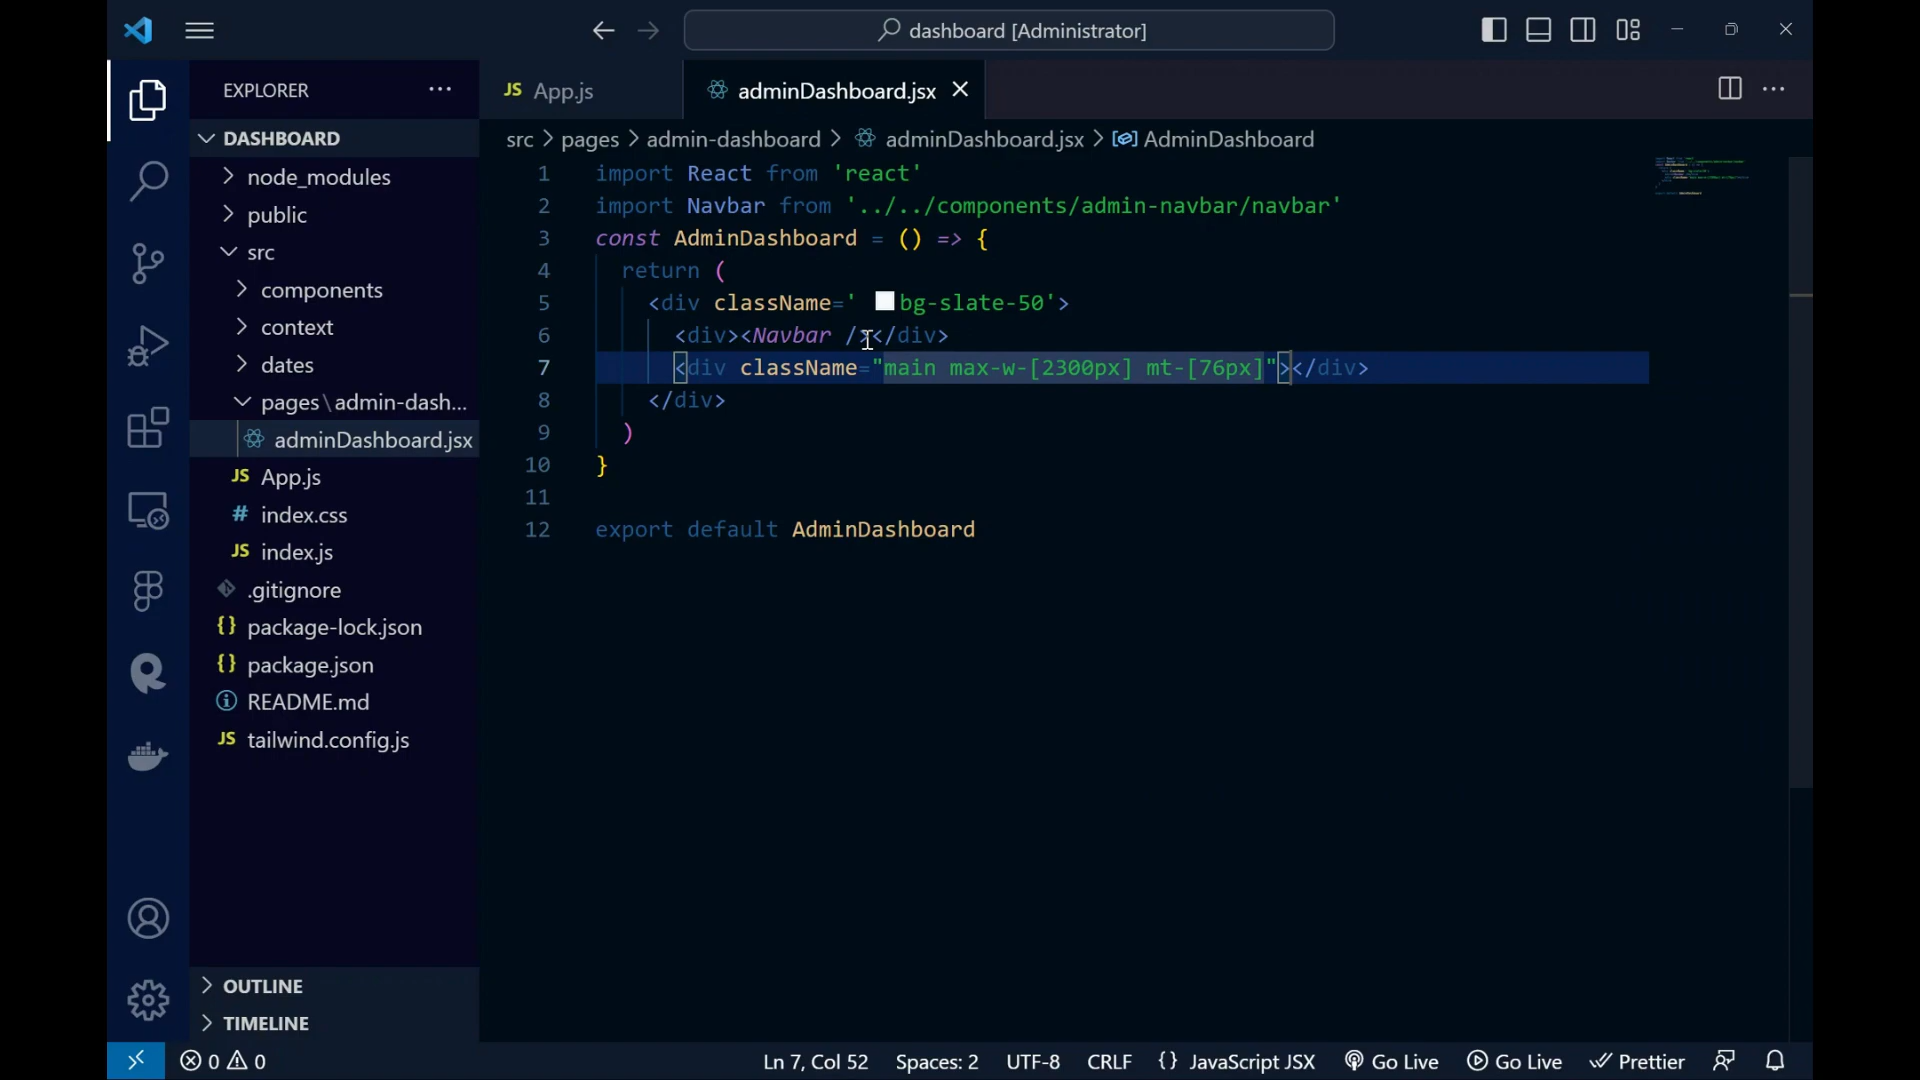 dashboard [Administrator]
EXPLORER
JS App.js
adminDashboard.jsx
DASHBOARD
src > pages > admin-dashboard > adminDashboard.jsx > AdminDashboard
node_modules
public
src
components
context
dates
pages\admin-dash...
adminDashboard.jsx
JS App.js
# index.css
JS index.js
.gitignore
{} package-lock.json
{} package.json
README.md
JS tailwind.config.js
OUTLINE
TIMELINE
1 import React from 'react'
2 import Navbar from '../../components/admin-navbar/navbar'
3 const AdminDashboard = () => {
4 return (
5 <div className=' bg-slate-50'>
6 <div><Navbar /></div>
7 <div className="main max-w-[2300px] mt-[76px]"></div>
8 </div>
9 )
10 }
11
12 export default AdminDashboard
0 0
Ln 7, Col 52
Spaces: 2
UTF-8
CRLF
{} JavaScript JSX
Go Live
Go Live
Prettier